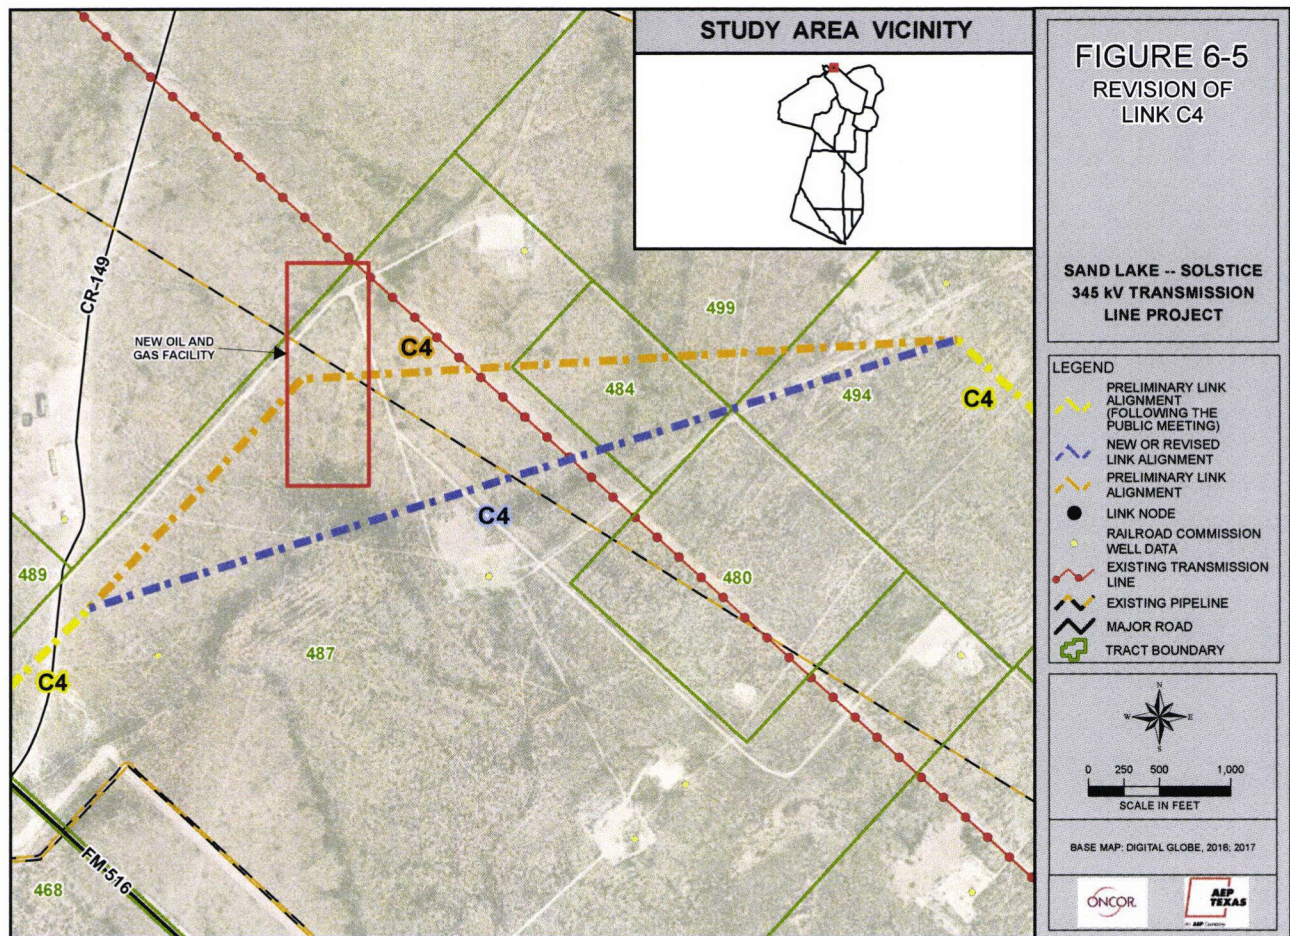 STUDY AREA VICINITY
FIGURE 6-5
REVISION OF
LINK C4
SAND LAKE -- SOLSTICE
345 kV TRANSMISSION
LINE PROJECT
CR-149
NEW OIL AND
GAS FACILITY
C4
499
484
494
C4
C4
480
489
487
C4
FM-516
468
LEGEND
PRELIMINARY LINK
ALIGNMENT
(FOLLOWING THE
PUBLIC MEETING)
NEW OR REVISED
LINK ALIGNMENT
PRELIMINARY LINK
ALIGNMENT
LINK NODE
RAILROAD COMMISSION
WELL DATA
EXISTING TRANSMISSION
LINE
EXISTING PIPELINE
MAJOR ROAD
TRACT BOUNDARY
N
W E
S
0 250 500 1,000
SCALE IN FEET
BASE MAP: DIGITAL GLOBE, 2016; 2017
ONCOR.
AEP
TEXAS
An AEP Company